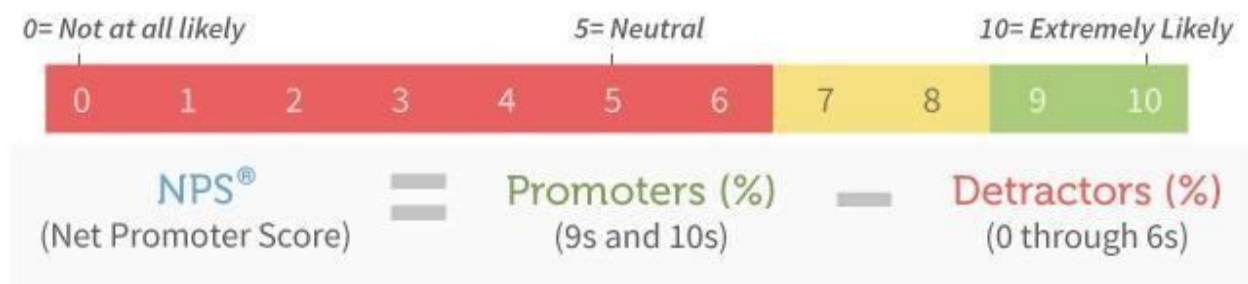 0= Not at all likely 5= Neutral 10= Extremely Likely
0 1 2 3 4 5 6 7 8 9 10
NPS® = Promoters (%) – Detractors (%)
(Net Promoter Score) (9s and 10s) (0 through 6s)